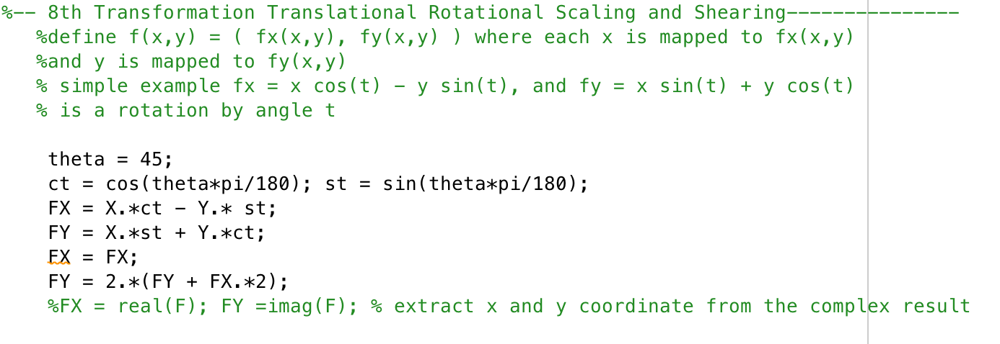 %-- 8th Transformation Translational Rotational Scaling and Shearing---------------
%define f(x,y) = ( fx(x,y), fy(x,y) ) where each x is mapped to fx(x,y)
%and y is mapped to fy(x,y)
% simple example fx = x cos(t) - y sin(t), and fy = x sin(t) + y cos(t)
% is a rotation by angle t
theta = 45;
ct = cos(theta*pi/180); st = sin(theta*pi/180);
FX = X.*ct - Y.* st;
FY = X.*st + Y.*ct;
FX = FX;
FY = 2.*(FY + FX.*2);
%FX = real(F); FY =imag(F); % extract x and y coordinate from the complex result